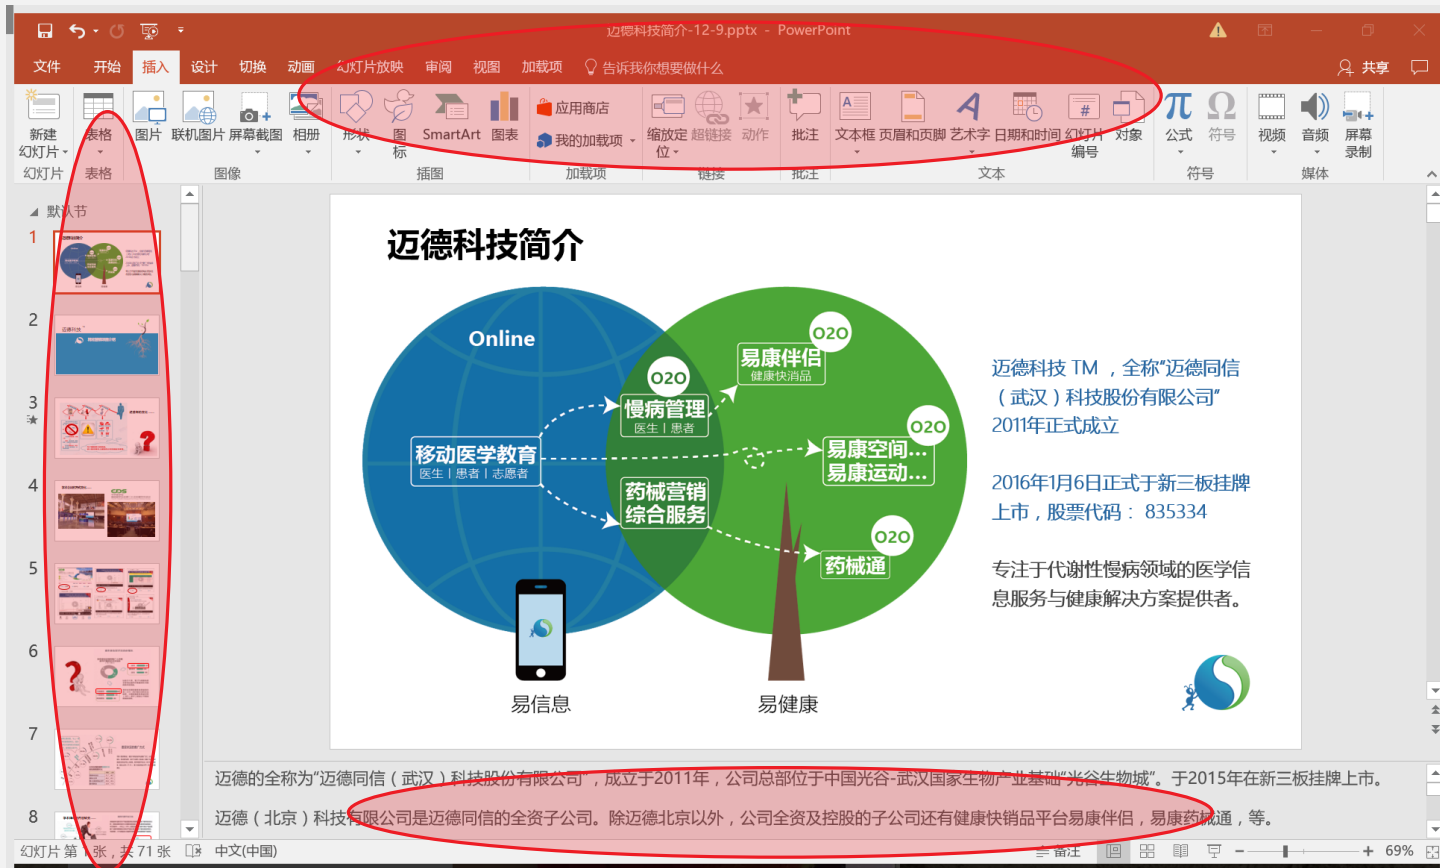 迈德科技简介-12-9.pptx - PowerPoint
文件 开始 插入 设计 切换 动画 幻灯片放映 审阅 视图 加载项 告诉我你想要做什么 共享
新建幻灯片 表格 图片 联机图片 屏幕截图 相册 形状 图标 SmartArt 图表 应用商店 我的加载项 缩放定位 超链接 动作 批注 文本框 页眉和页脚 艺术字 日期和时间 幻灯片编号 对象 公式 符号 视频 音频 屏幕录制
幻灯片 表格 图像 插图 加载项 链接 批注 文本 符号 媒体
默认节
1
2
3
4
5
6
7
8
迈德科技简介
Online
O2O
易康伴侣
健康快消品
O2O
慢病管理
医生丨患者
O2O
移动医学教育
医生丨患者丨志愿者
易康空间...
易康运动...
药械营销
综合服务
O2O
药械通
易信息
易健康
迈德科技 TM ，全称“迈德同信
（武汉）科技股份有限公司”
2011年正式成立
2016年1月6日正式于新三板挂牌
上市，股票代码： 835334
专注于代谢性慢病领域的医学信
息服务与健康解决方案提供者。
迈德的全称为“迈德同信（武汉）科技股份有限公司”，成立于2011年，公司总部位于中国光谷-武汉国家生物产业基础“光谷生物城”。于2015年在新三板挂牌上市。
迈德（北京）科技有限公司是迈德同信的全资子公司。除迈德北京以外，公司全资及控股的子公司还有健康快销品平台易康伴侣，易康药械通，等。
幻灯片 第 1 张，共 71 张 中文(中国) 备注 69%